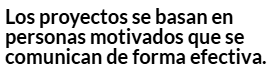 Los proyectos se basan en
personas motivados que se
comunican de forma efectiva.